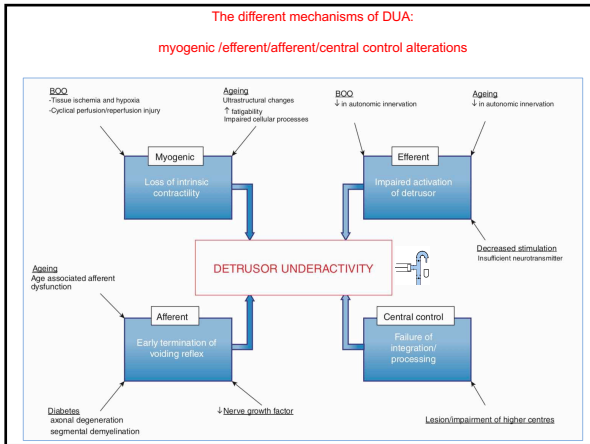 The different mechanisms of DUA:
myogenic /efferent/afferent/central control alterations
BOO
-Tissue ischemia and hypoxia
-Cyclical perfusion/reperfusion injury
Ageing
Ultrastructural changes
↑ fatigability
Impaired cellular processes
Myogenic
Loss of intrinsic
contractility
BOO
↓ in autonomic innervation
Ageing
↓ in autonomic innervation
Efferent
Impaired activation
of detrusor
Decreased stimulation
Insufficient neurotransmitter
DETRUSOR UNDERACTIVITY
Ageing
Age associated afferent
dysfunction
Afferent
Early termination of
voiding reflex
Diabetes
axonal degeneration
segmental demyelination
↓Nerve growth factor
Central control
Failure of
integration/
processing
Lesion/impairment of higher centres